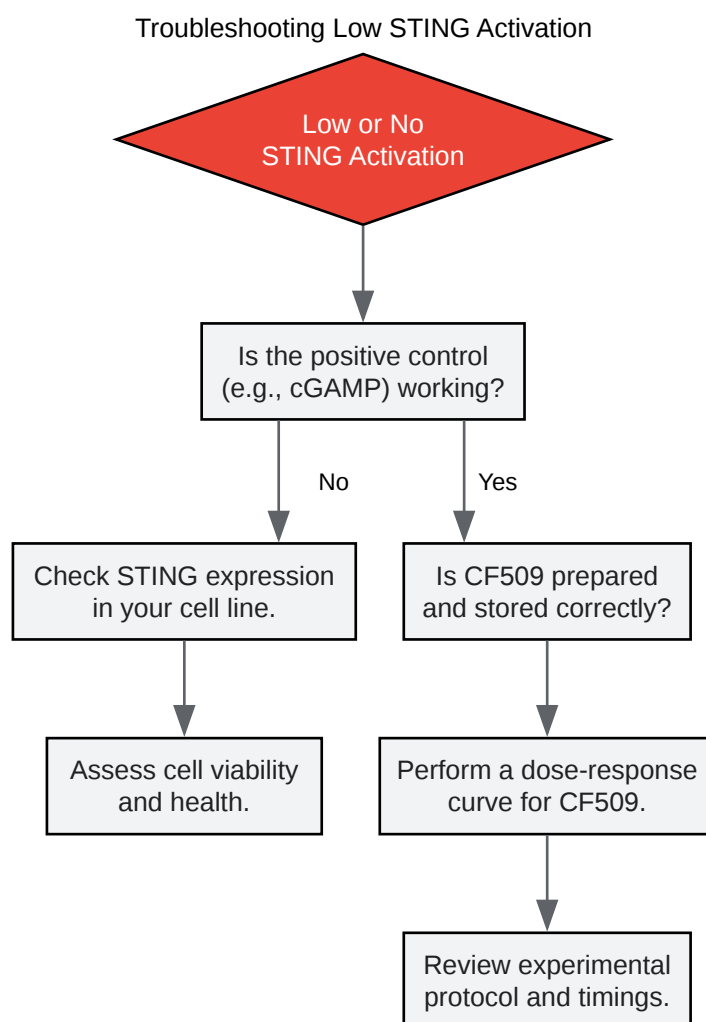 Troubleshooting Low STING Activation
Low or No
STING Activation
Is the positive control
(e.g., cGAMP) working?
No
Yes
Check STING expression
in your cell line.
Is CF509 prepared
and stored correctly?
Assess cell viability
and health.
Perform a dose-response
curve for CF509.
Review experimental
protocol and timings.